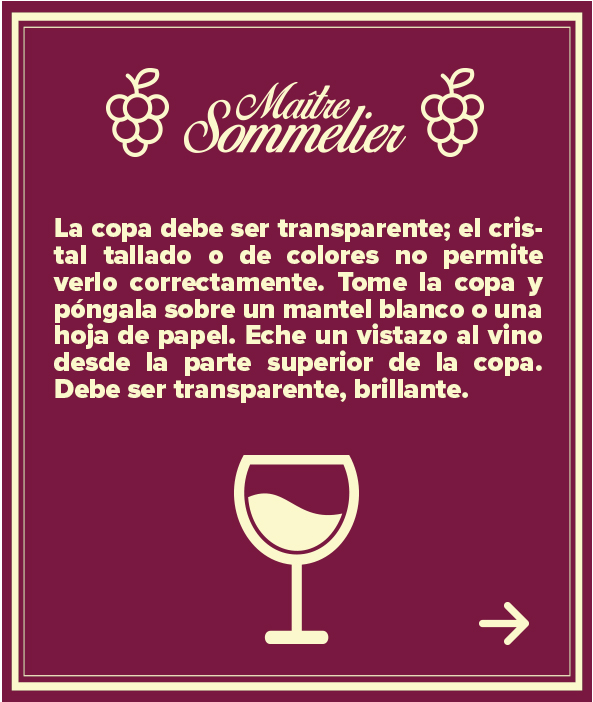 Maître
Sommelier
La copa debe ser transparente; el cris-
tal tallado o de colores no permite
verlo correctamente. Tome la copa y
póngala sobre un mantel blanco o una
hoja de papel. Eche un vistazo al vino
desde la parte superior de la copa.
Debe ser transparente, brillante.